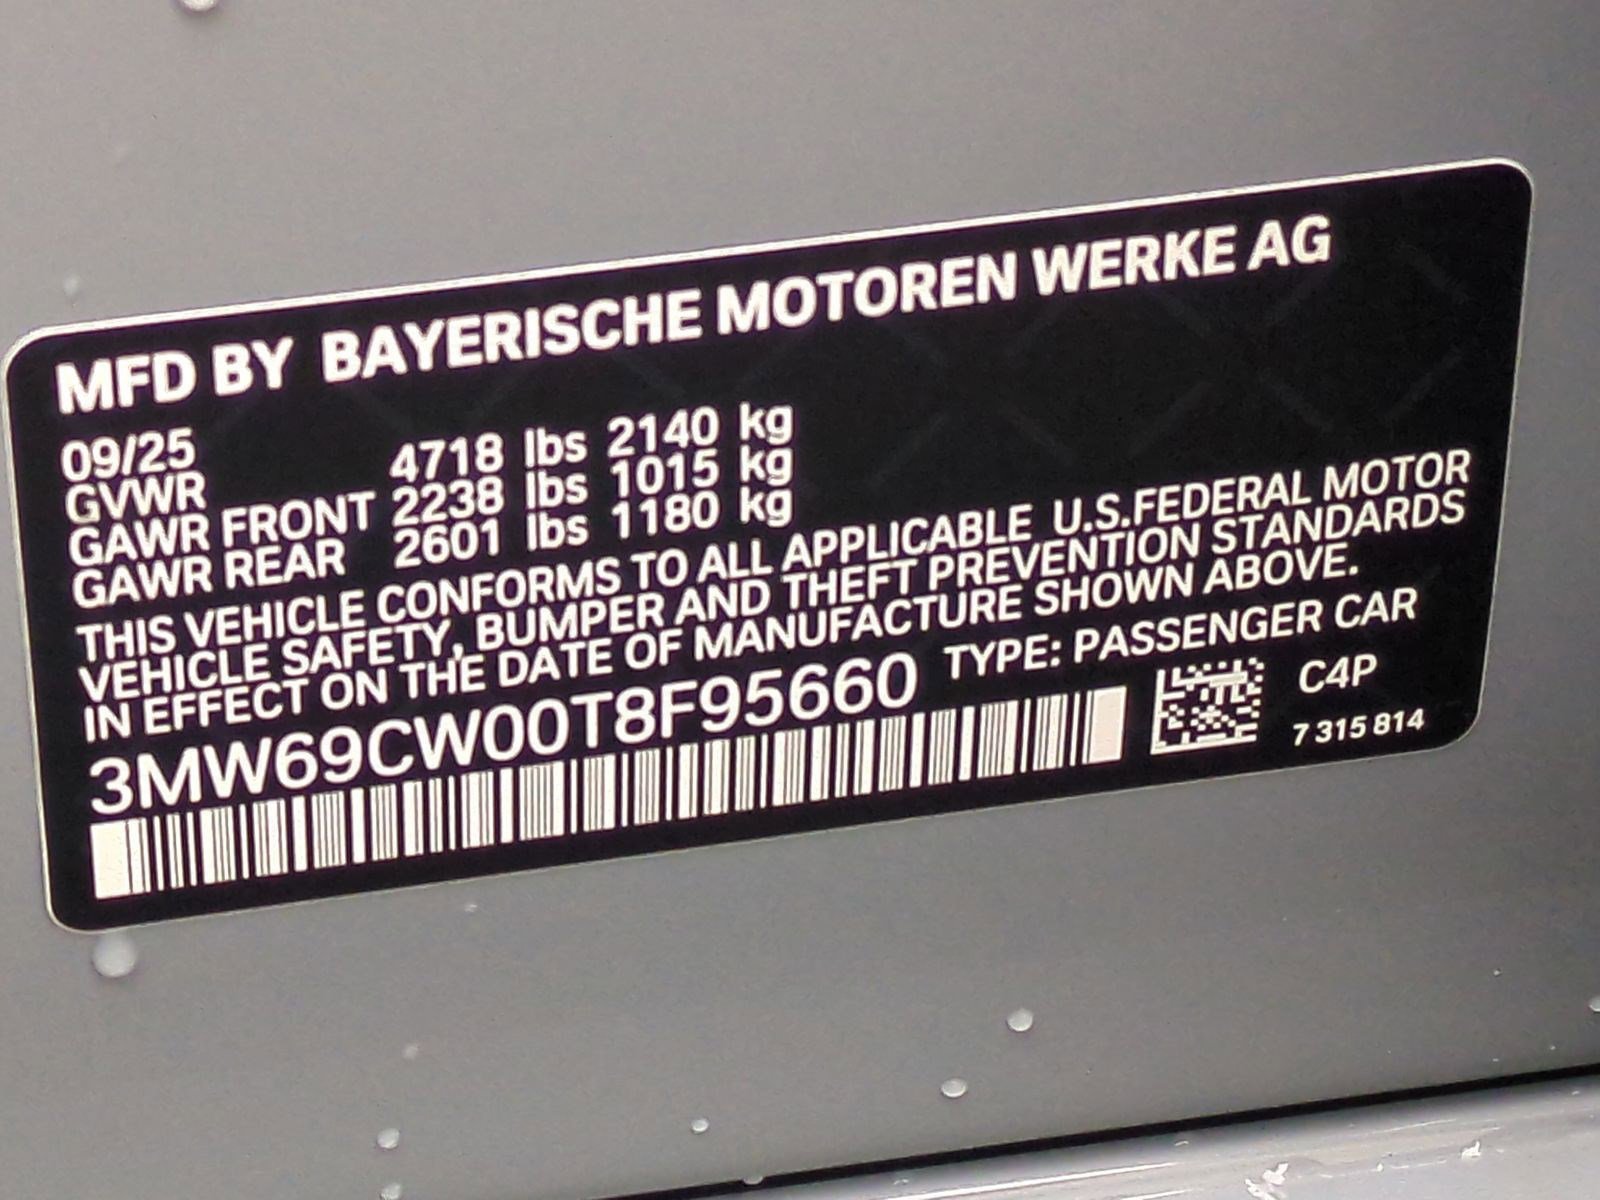 MFD BY BAYERISCHE MOTOREN WERKE AG
09/25
GVWR 4718 lbs 2140 kg
GAWR FRONT 2238 lbs 1015 kg
GAWR REAR 2601 lbs 1180 kg
THIS VEHICLE CONFORMS TO ALL APPLICABLE U.S.FEDERAL MOTOR
VEHICLE SAFETY, BUMPER AND THEFT PREVENTION STANDARDS
IN EFFECT ON THE DATE OF MANUFACTURE SHOWN ABOVE.
3MW69CW00T8F95660 TYPE: PASSENGER CAR
C4P
7 315 814